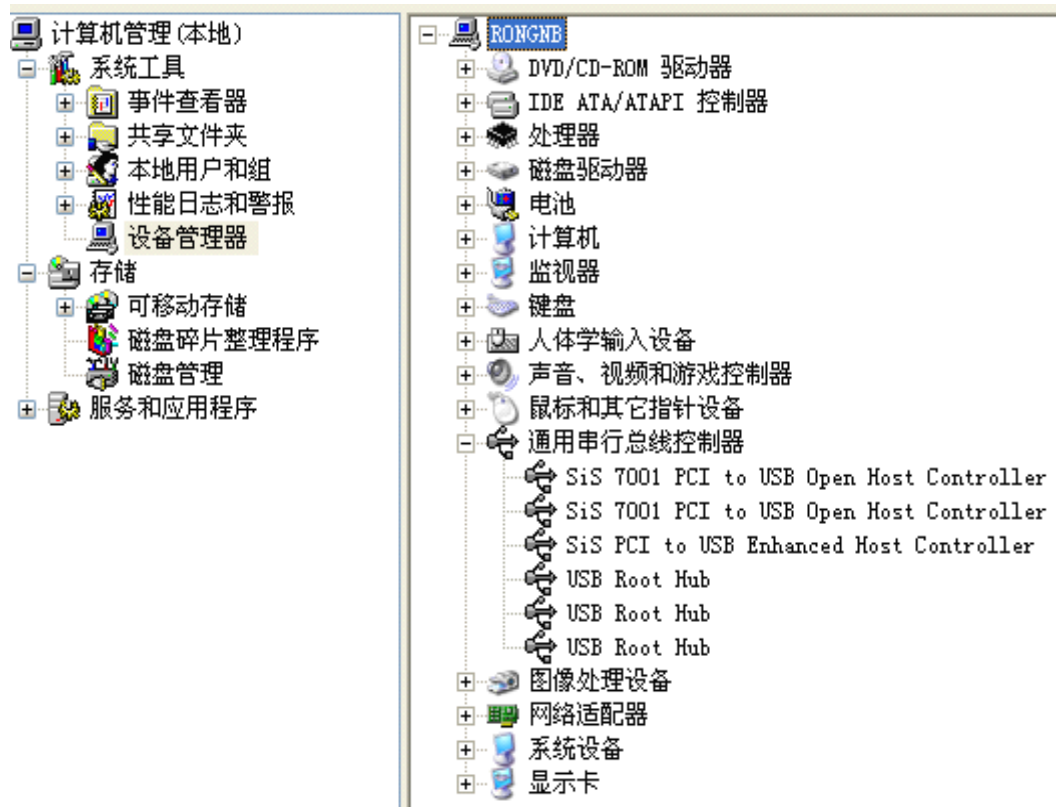 计算机管理(本地)
系统工具
事件查看器
共享文件夹
本地用户和组
性能日志和警报
设备管理器
存储
可移动存储
磁盘碎片整理程序
磁盘管理
服务和应用程序
RONGNB
DVD/CD-ROM 驱动器
IDE ATA/ATAPI 控制器
处理器
磁盘驱动器
电池
计算机
监视器
键盘
人体学输入设备
声音、视频和游戏控制器
鼠标和其它指针设备
通用串行总线控制器
SiS 7001 PCI to USB Open Host Controller
SiS 7001 PCI to USB Open Host Controller
SiS PCI to USB Enhanced Host Controller
USB Root Hub
USB Root Hub
USB Root Hub
图像处理设备
网络适配器
系统设备
显示卡